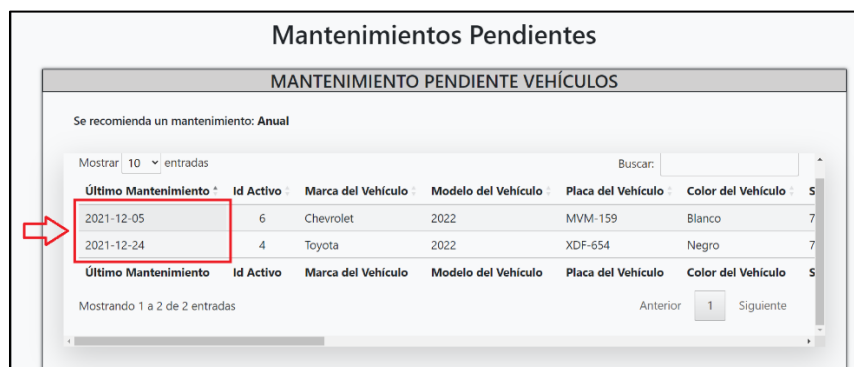 Mantenimientos Pendientes
MANTENIMIENTO PENDIENTE VEHÍCULOS
Se recomienda un mantenimiento: Anual
Mostrar 10 entradas Buscar:
Último Mantenimiento Id Activo Marca del Vehículo Modelo del Vehículo Placa del Vehículo Color del Vehículo S
2021-12-05 6 Chevrolet 2022 MVM-159 Blanco 7
2021-12-24 4 Toyota 2022 XDF-654 Negro 7
Último Mantenimiento Id Activo Marca del Vehículo Modelo del Vehículo Placa del Vehículo Color del Vehículo S
Mostrando 1 a 2 de 2 entradas Anterior 1 Siguiente